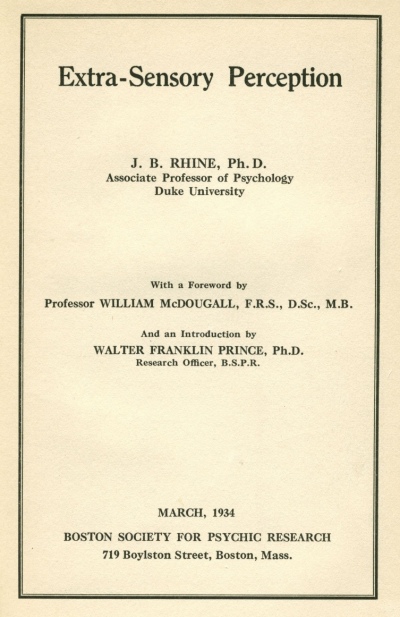 Extra-Sensory Perception
J. B. RHINE, Ph.D.
Associate Professor of Psychology
Duke University
With a Foreword by
Professor WILLIAM McDOUGALL, F.R.S., D.Sc., M.B.
And an Introduction by
WALTER FRANKLIN PRINCE, Ph.D.
Research Officer, B.S.P.R.
MARCH, 1934
BOSTON SOCIETY FOR PSYCHIC RESEARCH
719 Boylston Street, Boston, Mass.